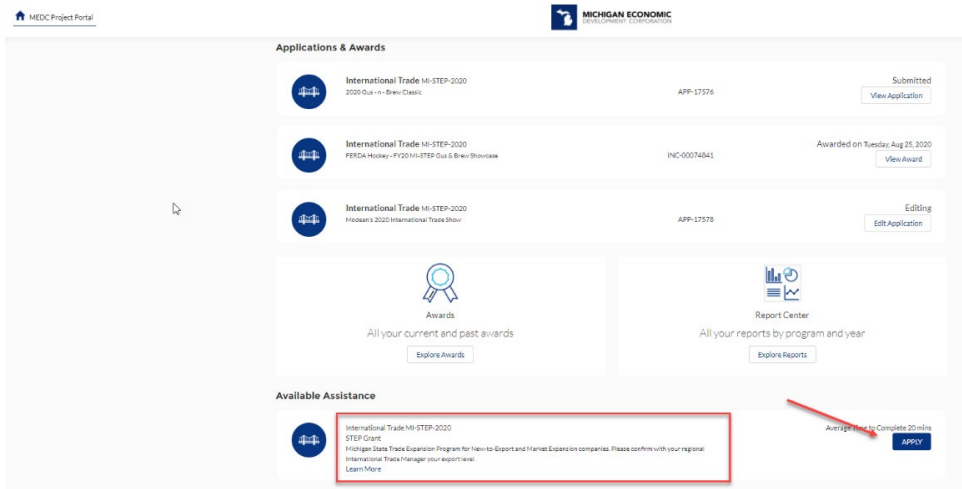 MEDC Project Portal
MICHIGAN ECONOMIC
DEVELOPMENT CORPORATION
Applications & Awards
International Trade MI-STEP-2020
2020 Gus - n - Brew Classic
APP-17576
Submitted
View Application
International Trade MI-STEP-2020
FERDA Hockey - FY20 MI-STEP Gus & Brew Showcase
INC-00074841
Awarded on Tuesday, Aug 25, 2020
View Award
International Trade MI-STEP-2020
Modean's 2020 International Trade Show
APP-17578
Editing
Edit Application
Awards
All your current and past awards
Explore Awards
Report Center
All your reports by program and year
Explore Reports
Available Assistance
International Trade MI-STEP-2020
STEP Grant
Michigan State Trade Expansion Program for New-to-Export and Market Expansion companies. Please confirm with your regional
International Trade Manager your export level.
Learn More
Average Time to Complete 20 mins
APPLY